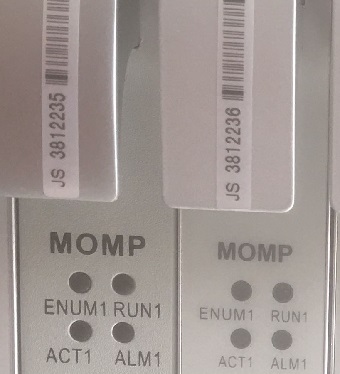 JS 3812235
JS 3812236
MOMP
ENUM1 RUN1
ACT1 ALM1
MOMP
ENUM1 RUN1
ACT1 ALM1